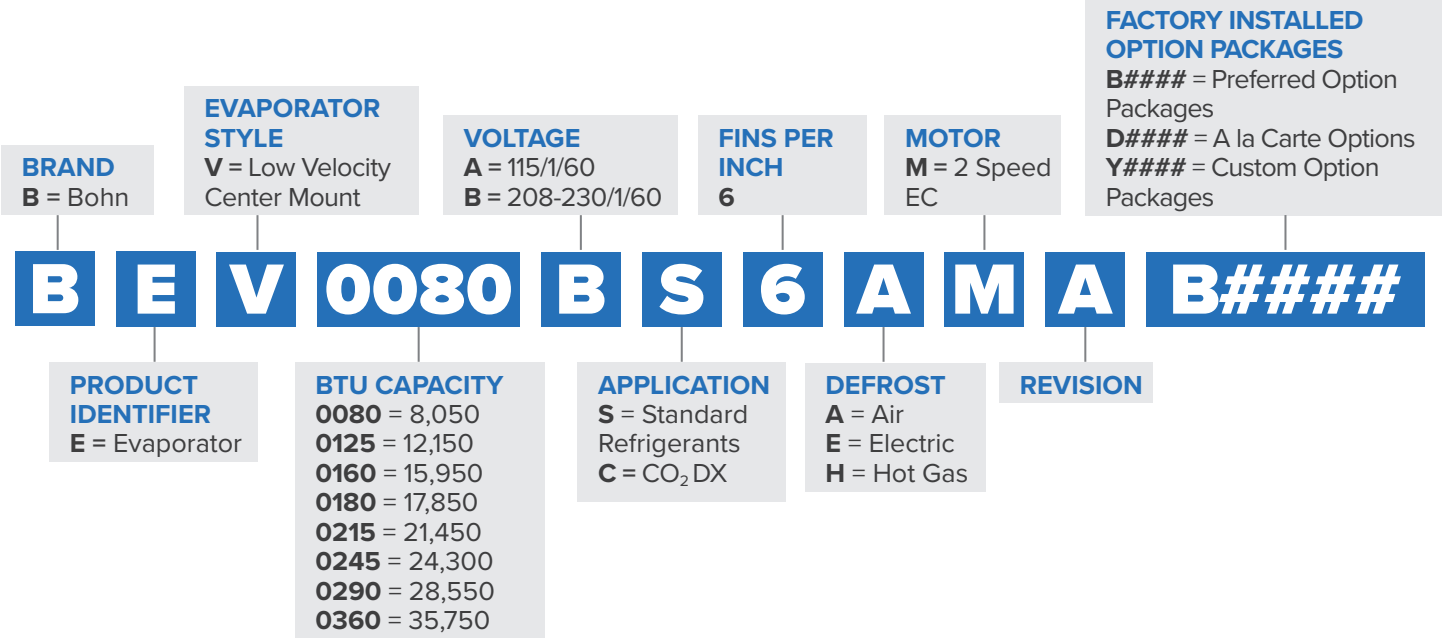 BRAND
B = Bohn
EVAPORATOR
STYLE
V = Low Velocity
Center Mount
VOLTAGE
A = 115/1/60
B = 208-230/1/60
FINS PER
INCH
6
MOTOR
M = 2 Speed
EC
FACTORY INSTALLED
OPTION PACKAGES
B#### = Preferred Option
Packages
D#### = A la Carte Options
Y#### = Custom Option
Packages
B E V 0080 B S 6 A M A B####
PRODUCT
IDENTIFIER
E = Evaporator
BTU CAPACITY
0080 = 8,050
0125 = 12,150
0160 = 15,950
0180 = 17,850
0215 = 21,450
0245 = 24,300
0290 = 28,550
0360 = 35,750
APPLICATION
S = Standard
Refrigerants
C = CO₂ DX
DEFROST
A = Air
E = Electric
H = Hot Gas
REVISION